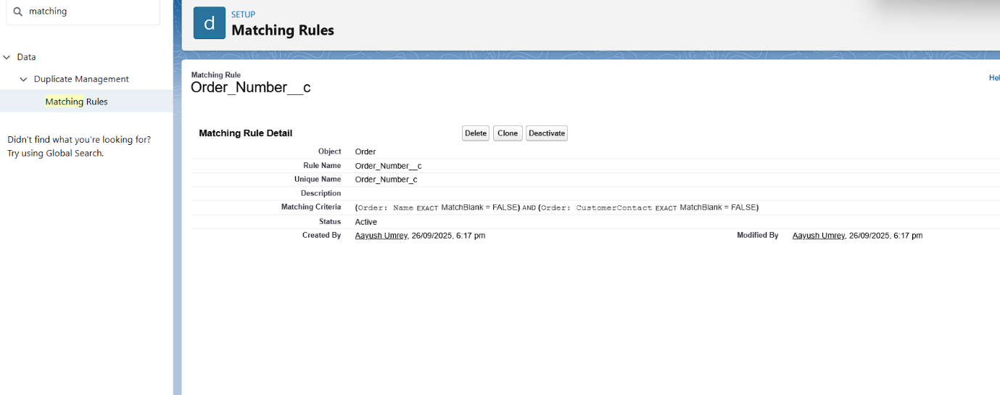 matching
Data
Duplicate Management
Matching Rules
Didn't find what you're looking for?
Try using Global Search.
d
SETUP
Matching Rules
Matching Rule
Order_Number__c
Hel
Matching Rule Detail
Delete Clone Deactivate
Object Order
Rule Name Order_Number__c
Unique Name Order_Number_c
Description
Matching Criteria (Order: Name EXACT MatchBlank = FALSE) AND (Order: CustomerContact EXACT MatchBlank = FALSE)
Status Active
Created By Aayush Umrey, 26/09/2025, 6:17 pm Modified By Aayush Umrey, 26/09/2025, 6:17 pm